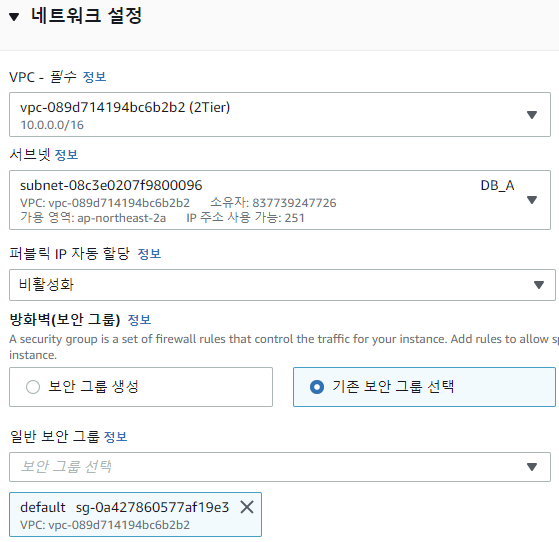 네트워크 설정
VPC - 필수 정보
vpc-089d714194bc6b2b2 (2Tier)
10.0.0.0/16
서브넷 정보
subnet-08c3e0207f9800096 DB_A
VPC: vpc-089d714194bc6b2b2 소유자: 837739247726
가용 영역: ap-northeast-2a IP 주소 사용 가능: 251
퍼블릭 IP 자동 할당 정보
비활성화
방화벽(보안 그룹) 정보
A security group is a set of firewall rules that control the traffic for your instance. Add rules to allow sp
instance.
보안 그룹 생성 기존 보안 그룹 선택
일반 보안 그룹 정보
보안 그룹 선택
default sg-0a427860577af19e3
VPC: vpc-089d714194bc6b2b2